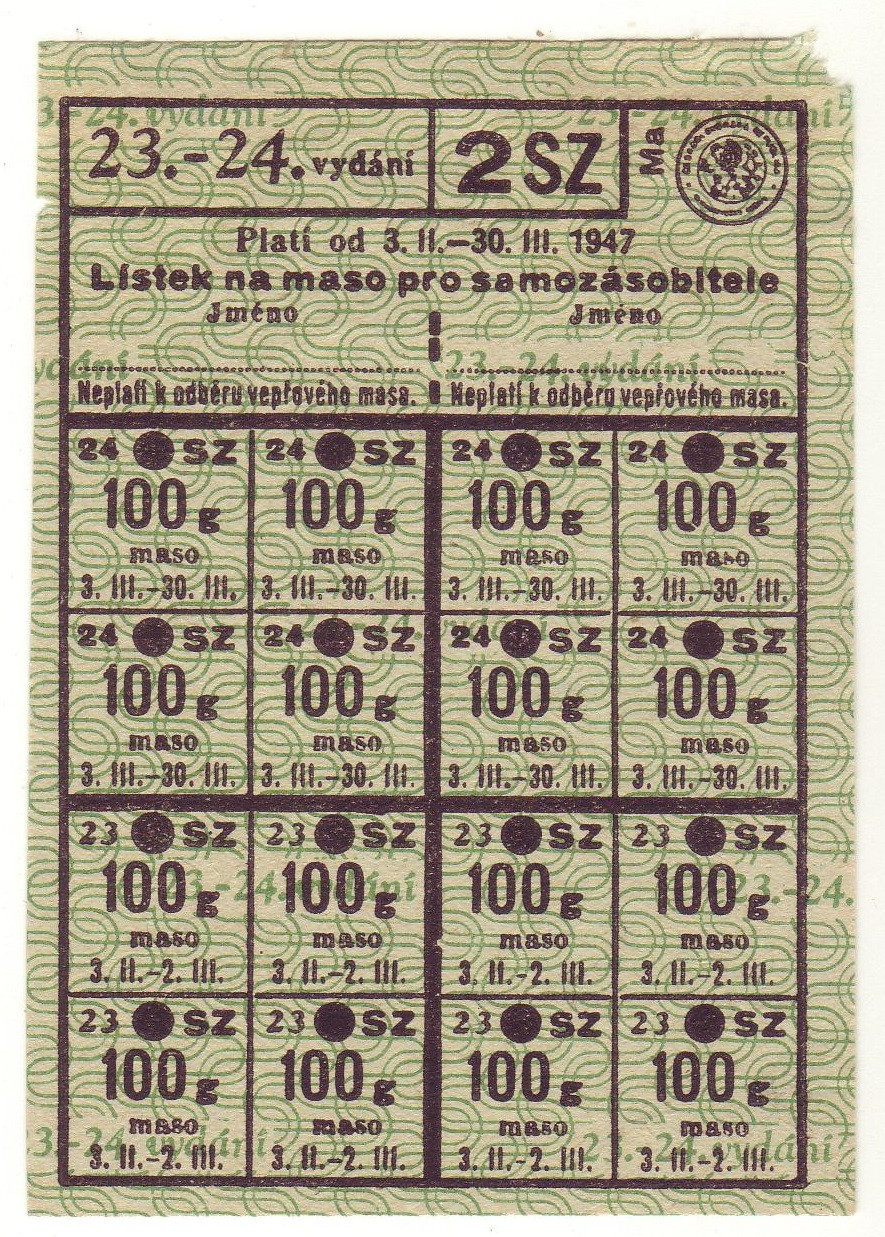 23.-24. vydání 2SZ Ma
Platí od 3. II.–30. III. 1947
Lístek na maso pro samozásobitele
Jméno Jméno
Neplatí k odběru vepřového masa. Neplatí k odběru vepřového masa.
24 SZ 24 SZ 24 SZ 24 SZ
100 g 100 g 100 g 100 g
maso maso maso maso
3. III.–30. III. 3. III.–30. III. 3. III.–30. III. 3. III.–30. III.
24 SZ 24 SZ 24 SZ 24 SZ
100 g 100 g 100 g 100 g
maso maso maso maso
3. III.–30. III. 3. III.–30. III. 3. III.–30. III. 3. III.–30. III.
23 SZ 23 SZ 23 SZ 23 SZ
100 g 100 g 100 g 100 g
maso maso maso maso
3. II.–2. III. 3. II.–2. III. 3. II.–2. III. 3. II.–2. III.
23 SZ 23 SZ 23 SZ 23 SZ
100 g 100 g 100 g 100 g
maso maso maso maso
3. II.–2. III. 3. II.–2. III. 3. II.–2. III. 3. II.–2. III.